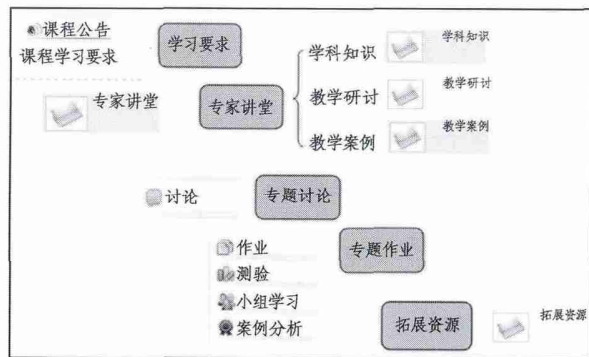 课程公告
课程学习要求
学习要求
专家讲堂
专家讲堂
学科知识
学科知识
教学研讨
教学研讨
教学案例
教学案例
讨论
专题讨论
作业
专题作业
测验
小组学习
案例分析
拓展资源
拓展资源